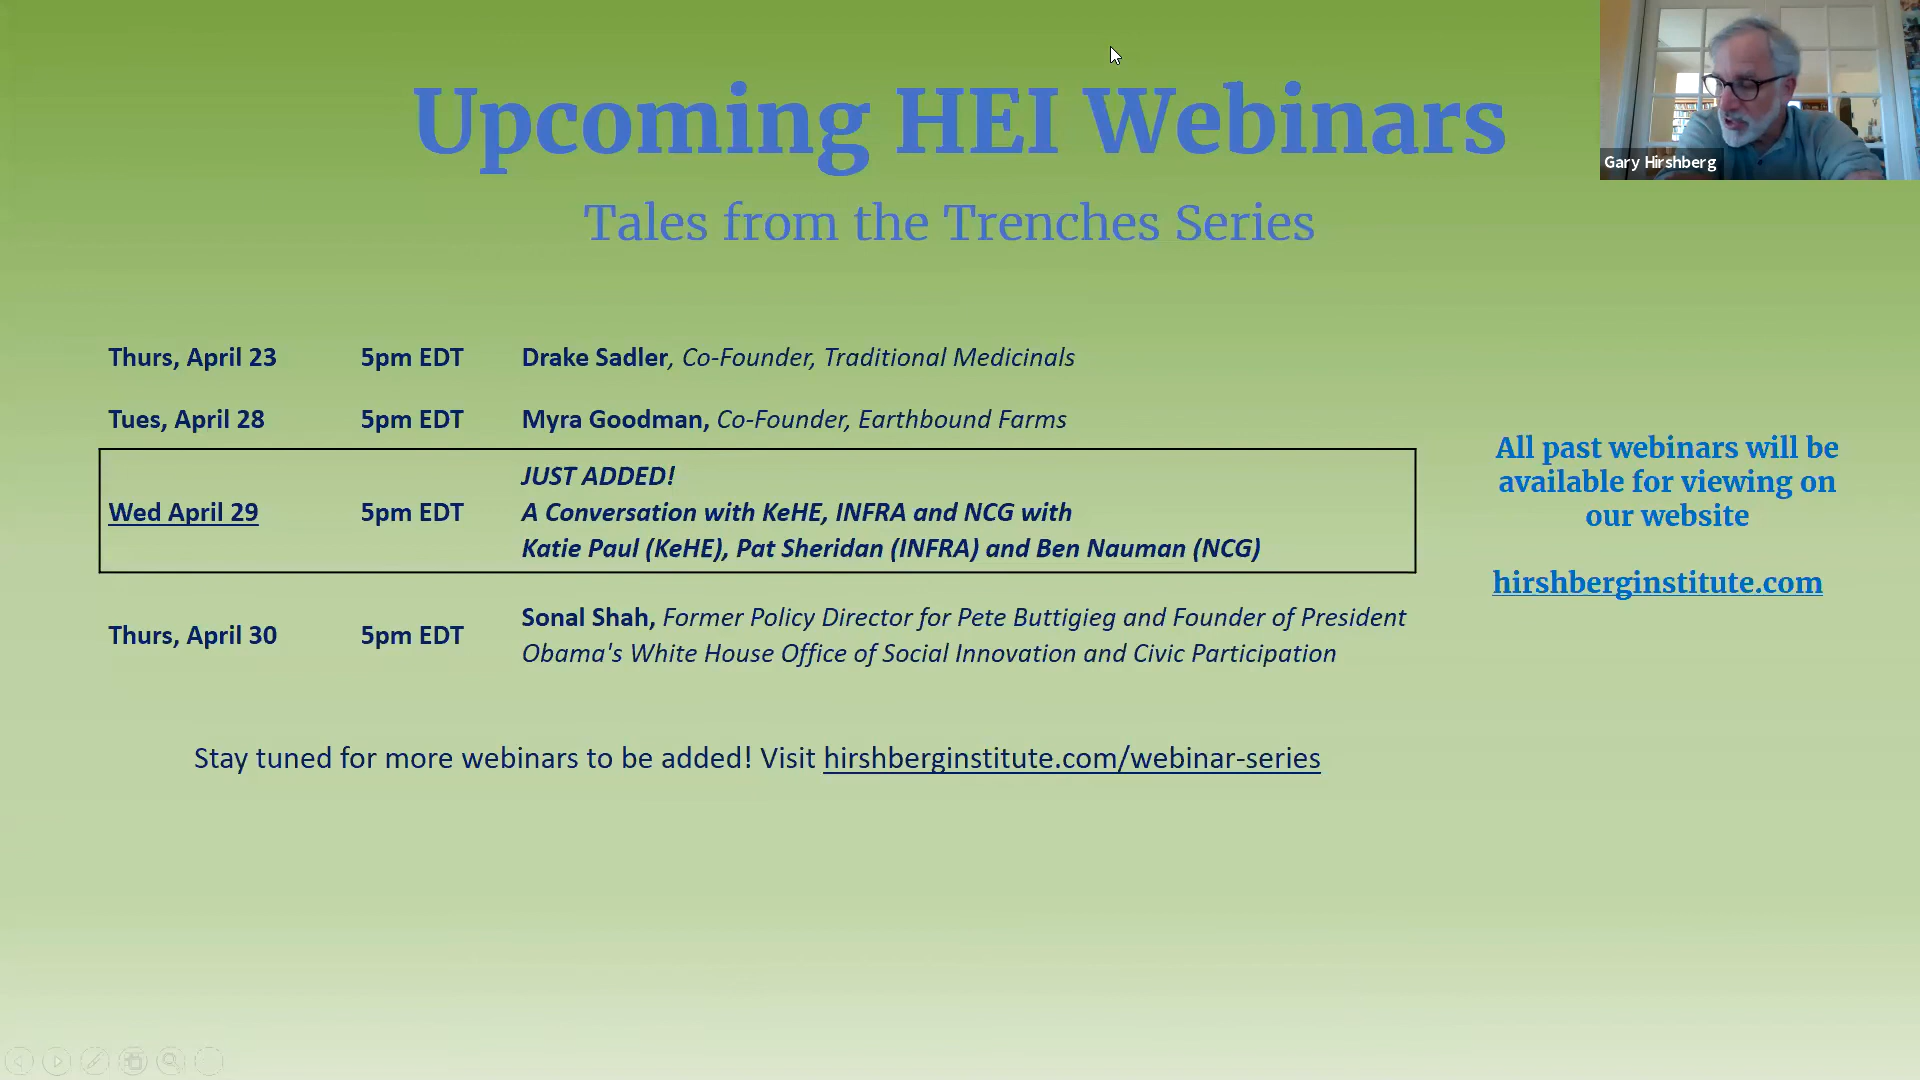 Upcoming HEI Webinars
Tales from the Trenches Series
Gary Hirshberg
Thurs, April 23 5pm EDT Drake Sadler, Co-Founder, Traditional Medicinals
Tues, April 28 5pm EDT Myra Goodman, Co-Founder, Earthbound Farms
JUST ADDED!
Wed April 29 5pm EDT A Conversation with KeHE, INFRA and NCG with
Katie Paul (KeHE), Pat Sheridan (INFRA) and Ben Nauman (NCG)
Thurs, April 30 5pm EDT Sonal Shah, Former Policy Director for Pete Buttigieg and Founder of President
Obama's White House Office of Social Innovation and Civic Participation
All past webinars will be
available for viewing on
our website
hirshberginstitute.com
Stay tuned for more webinars to be added! Visit hirshberginstitute.com/webinar-series